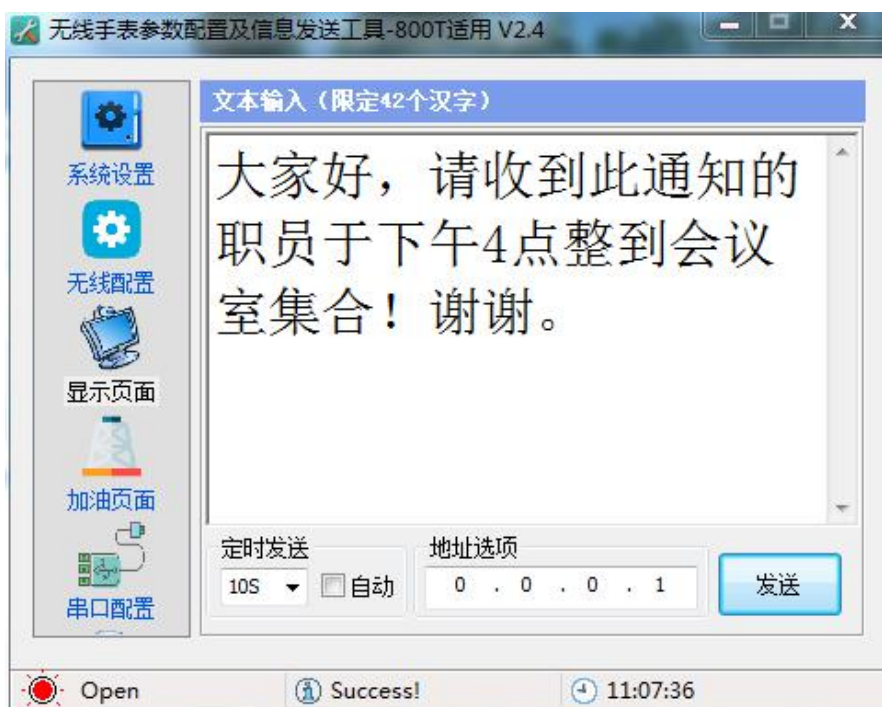 无线手表参数配置及信息发送工具-800T适用 V2.4
系统设置
无线配置
显示页面
加油页面
串口配置
文本输入（限定42个汉字）
大家好，请收到此通知的
职员于下午4点整到会议
室集合！谢谢。
定时发送
10S
自动
地址选项
0 . 0 . 0 . 1
发送
Open
Success!
11:07:36